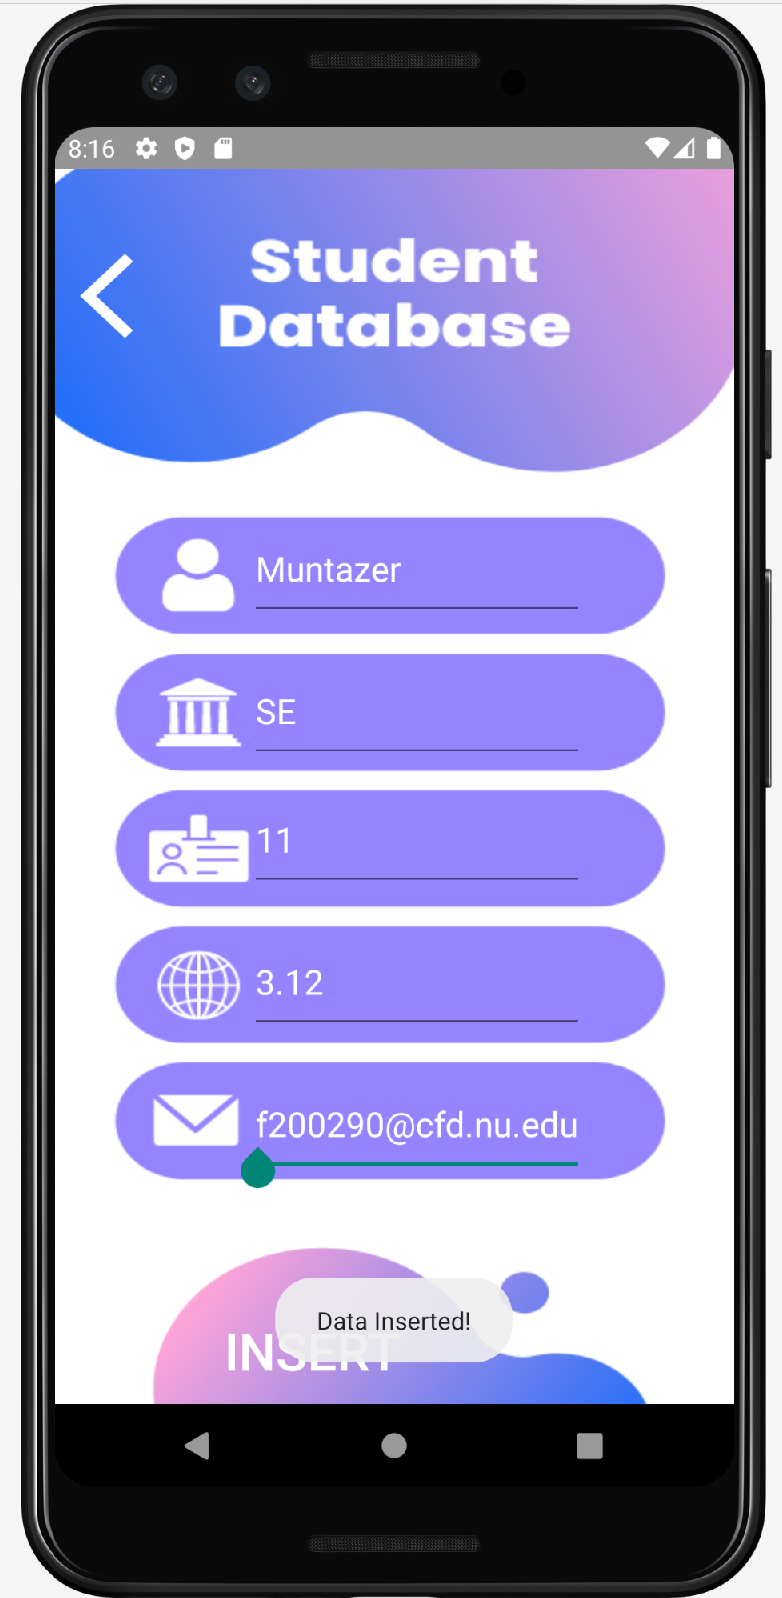 8:16
Student
Database
Muntazer
SE
11
3.12
f200290@cfd.nu.edu
Data Inserted!
INSERT